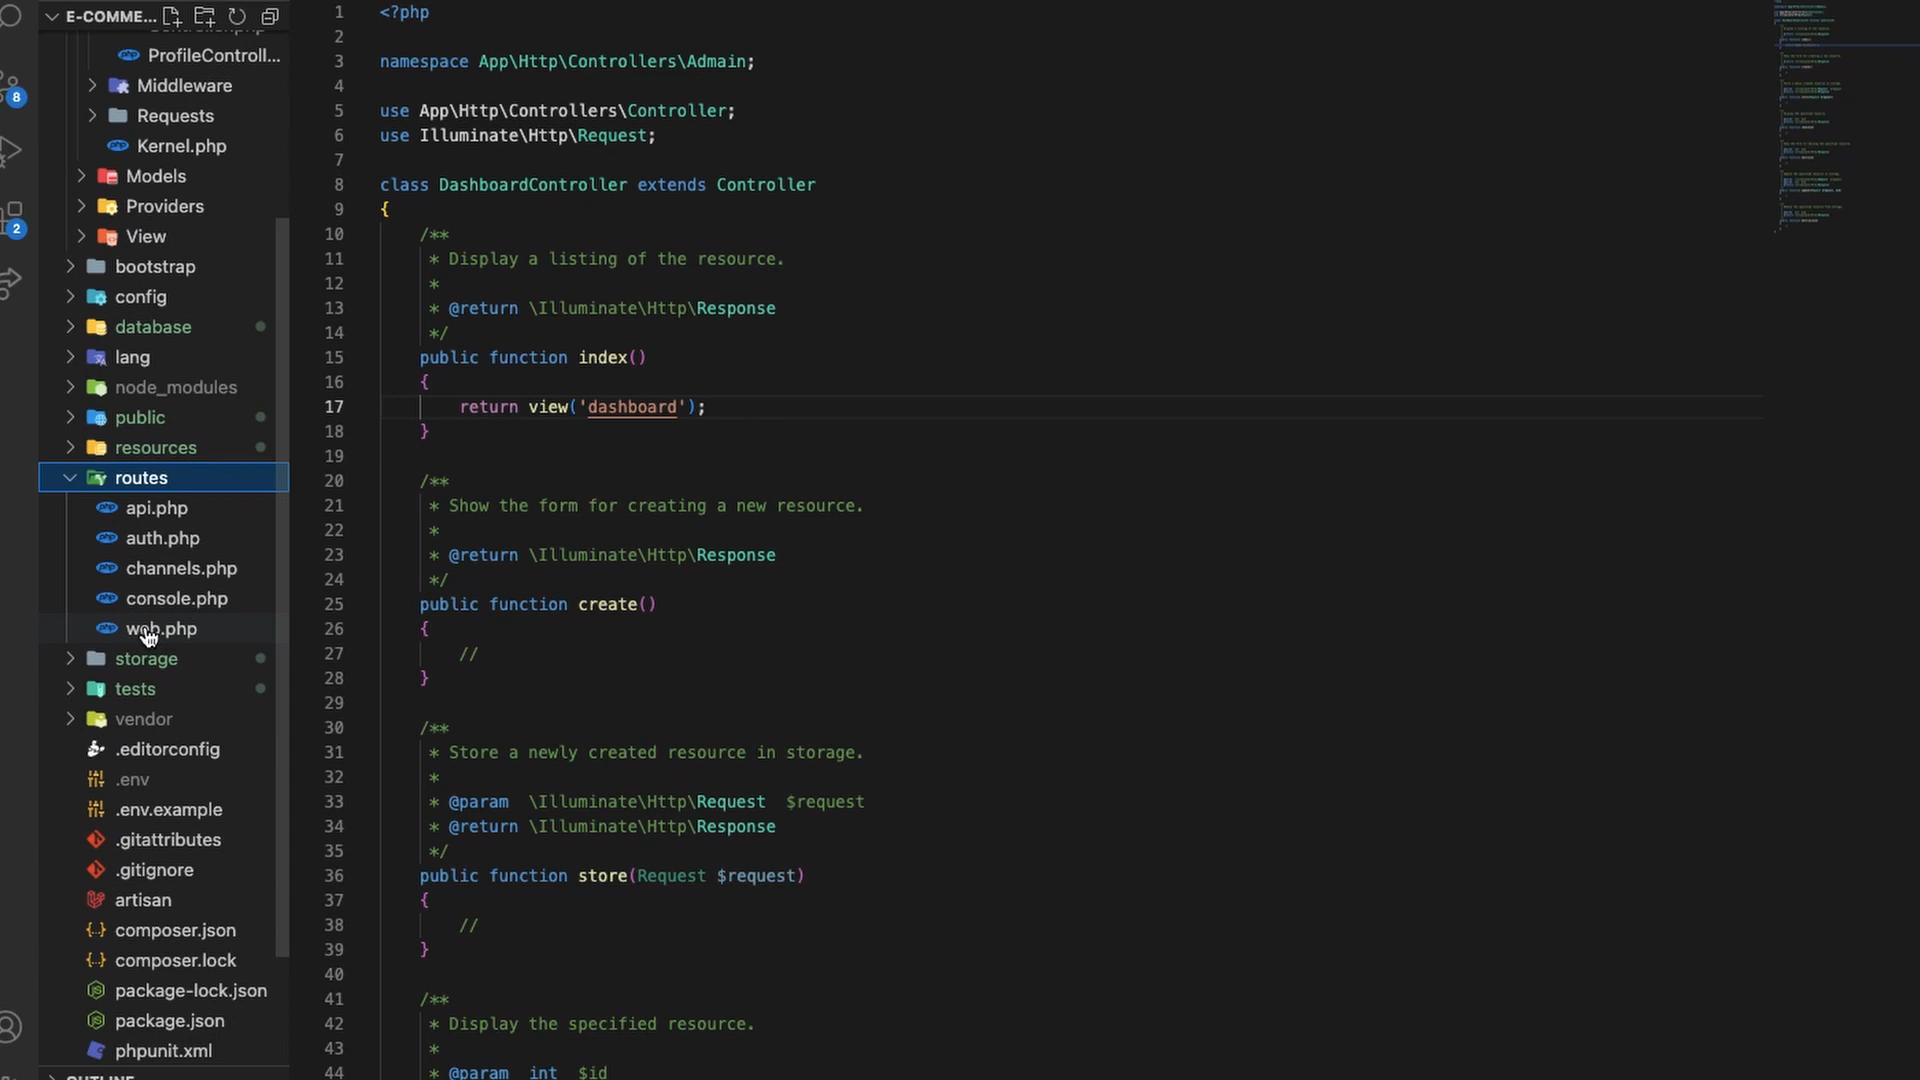 E-COMME...
ProfileControll...
Middleware
Requests
Kernel.php
Models
Providers
View
bootstrap
config
database
lang
node_modules
public
resources
routes
api.php
auth.php
channels.php
console.php
web.php
storage
tests
vendor
.editorconfig
.env
.env.example
.gitattributes
.gitignore
artisan
composer.json
composer.lock
package-lock.json
package.json
phpunit.xml
OUTLINE
8
2
1 <?php
2
3 namespace App\Http\Controllers\Admain;
4
5 use App\Http\Controllers\Controller;
6 use Illuminate\Http\Request;
7
8 class DashboardController extends Controller
9 {
10 /**
11 * Display a listing of the resource.
12 *
13 * @return \Illuminate\Http\Response
14 */
15 public function index()
16 {
17 return view('dashboard');
18 }
19
20 /**
21 * Show the form for creating a new resource.
22 *
23 * @return \Illuminate\Http\Response
24 */
25 public function create()
26 {
27 //
28 }
29
30 /**
31 * Store a newly created resource in storage.
32 *
33 * @param  \Illuminate\Http\Request  $request
34 * @return \Illuminate\Http\Response
35 */
36 public function store(Request $request)
37 {
38 //
39 }
40
41 /**
42 * Display the specified resource.
43 *
44 * @param  int  $id